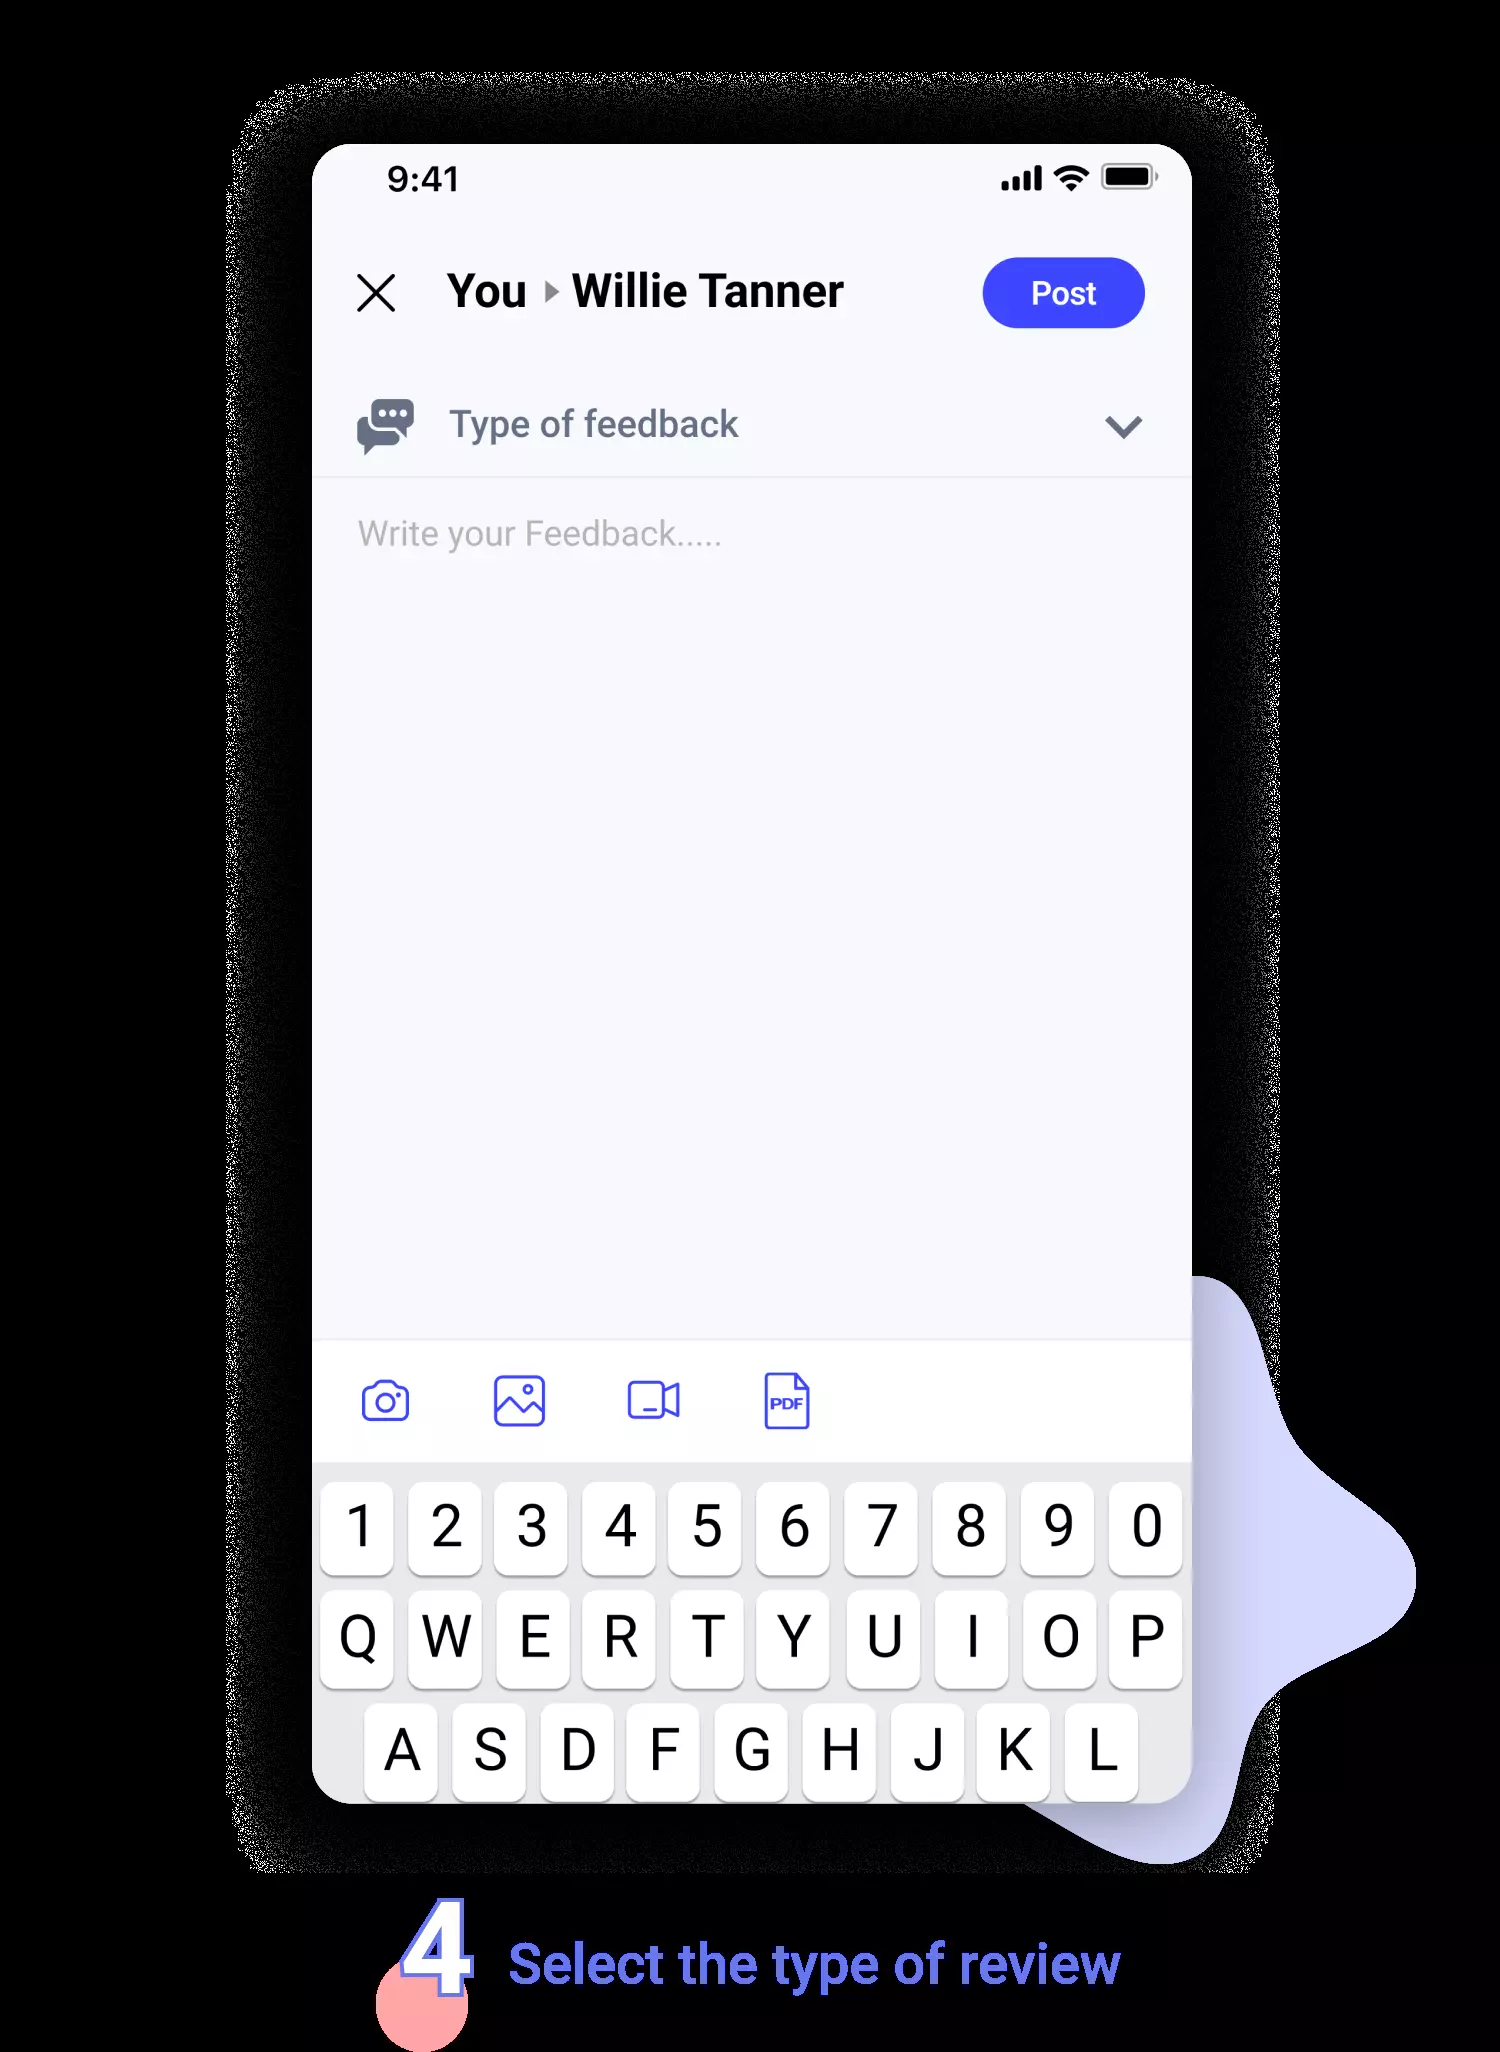 9:41
You Willie Tanner
Post
Type of feedback
Write your Feedback.....
PDF
1 2 3 4 5 6 7 8 9 0
Q W E R T Y U I O P
A S D F G H J K L
4 Select the type of review